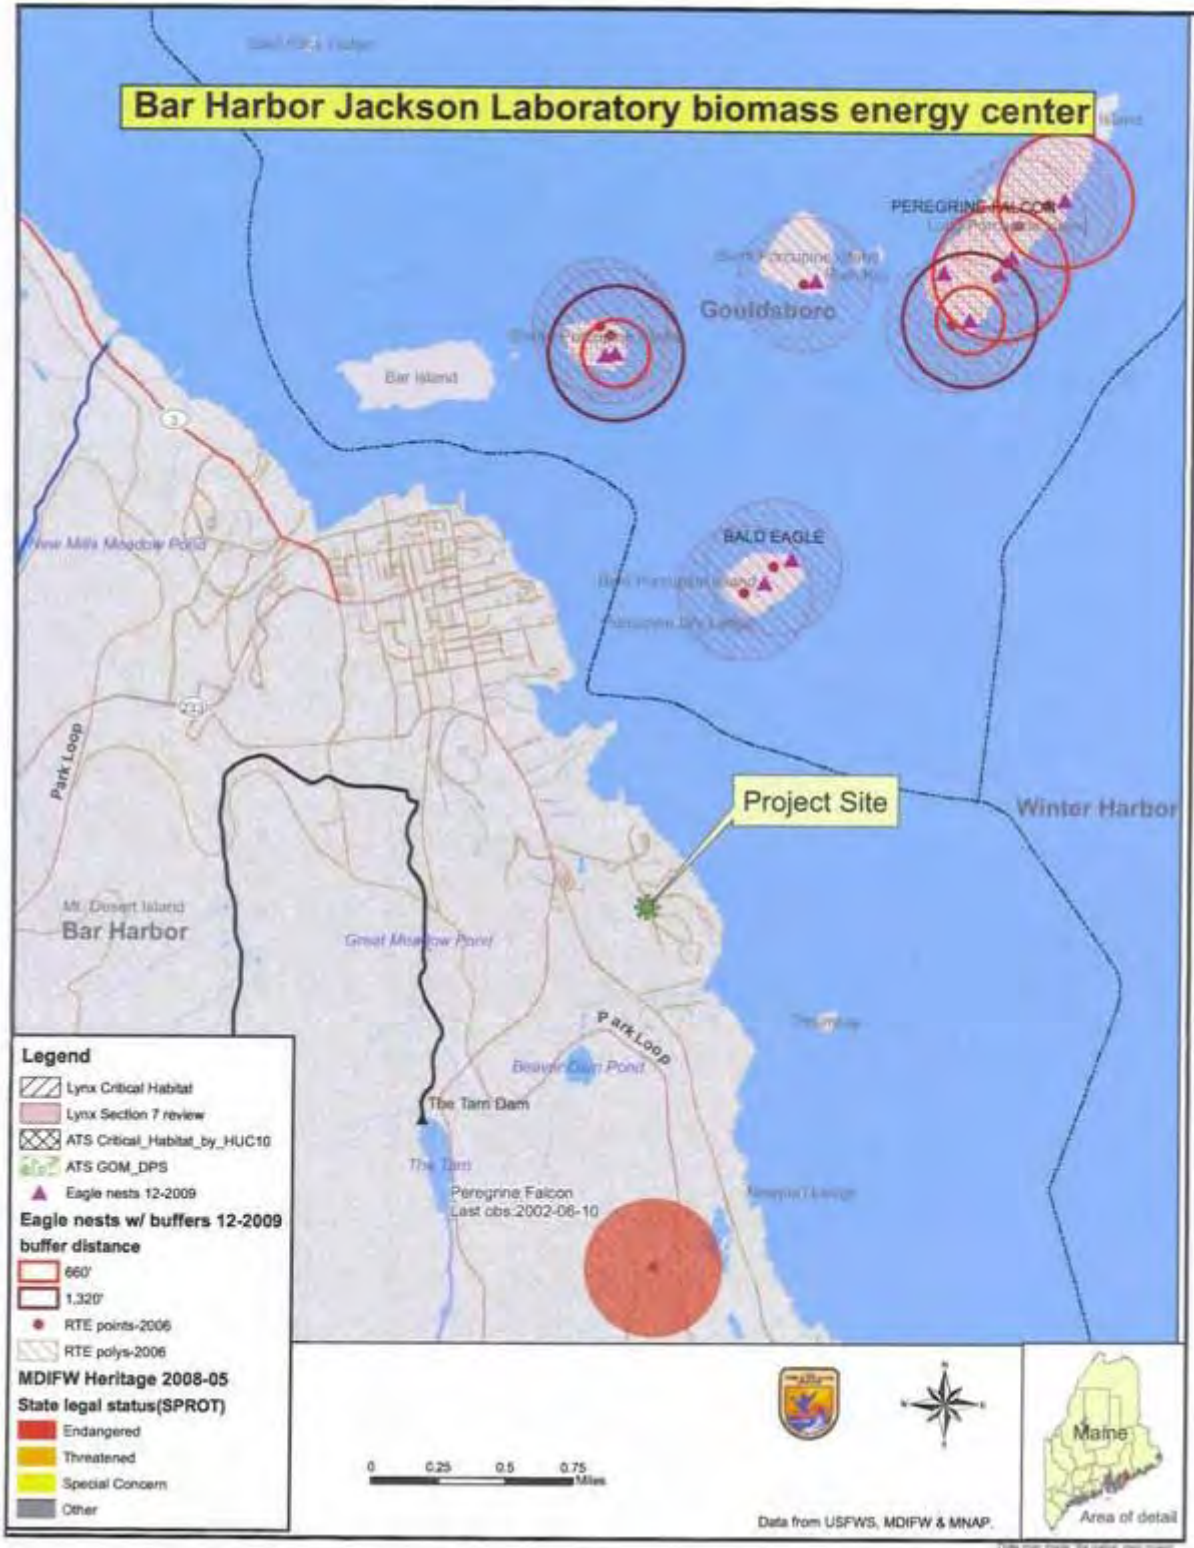 Bar Harbor Jackson Laboratory biomass energy center
Island
PEREGRINE FALCON
Gouldsboro
Bar Island
3
New Mills Meadow Pond
BALD EAGLE
233
Park Loop
Project Site
Winter Harbor
Mt. Desert Island
Bar Harbor
Great Meadow Pond
Park Loop
Beaver Dam Pond
The Tarn Dam
The Tarn
Peregrine Falcon
Last obs:2002-06-10
Newport Ledge
Legend
Lynx Critical Habitat
Lynx Section 7 review
ATS Critical_Habitat_by_HUC10
ATS GOM_DPS
Eagle nests 12-2009
Eagle nests w/ buffers 12-2009
buffer distance
660'
1,320'
RTE points-2006
RTE polys-2006
MDIFW Heritage 2008-05
State legal status(SPROT)
Endangered
Threatened
Special Concern
Other
0 0.25 0.5 0.75
Miles
N
W E
S
Maine
Area of detail
Data from USFWS, MDIFW & MNAP.